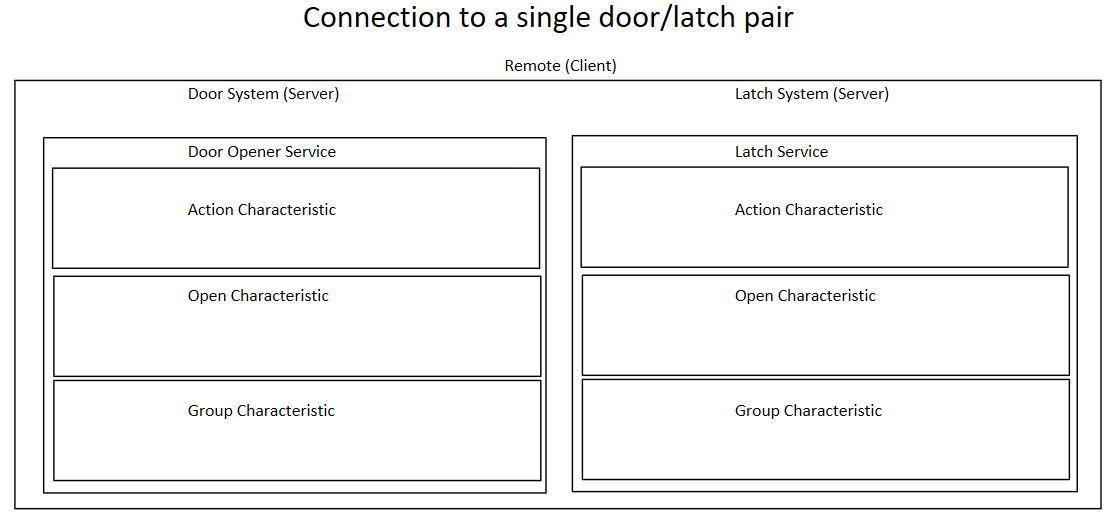 Connection to a single door/latch pair
Remote (Client)
Door System (Server)
Latch System (Server)
Door Opener Service
Latch Service
Action Characteristic
Action Characteristic
Open Characteristic
Open Characteristic
Group Characteristic
Group Characteristic